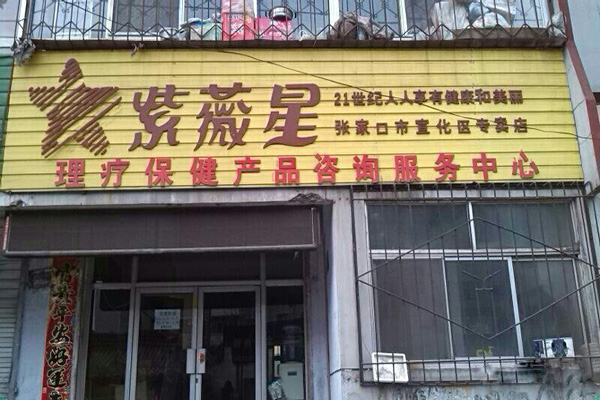 紫薇星
21世纪人人享有健康和美丽
张家口市宣化区专卖店
理疗保健产品咨询服务中心